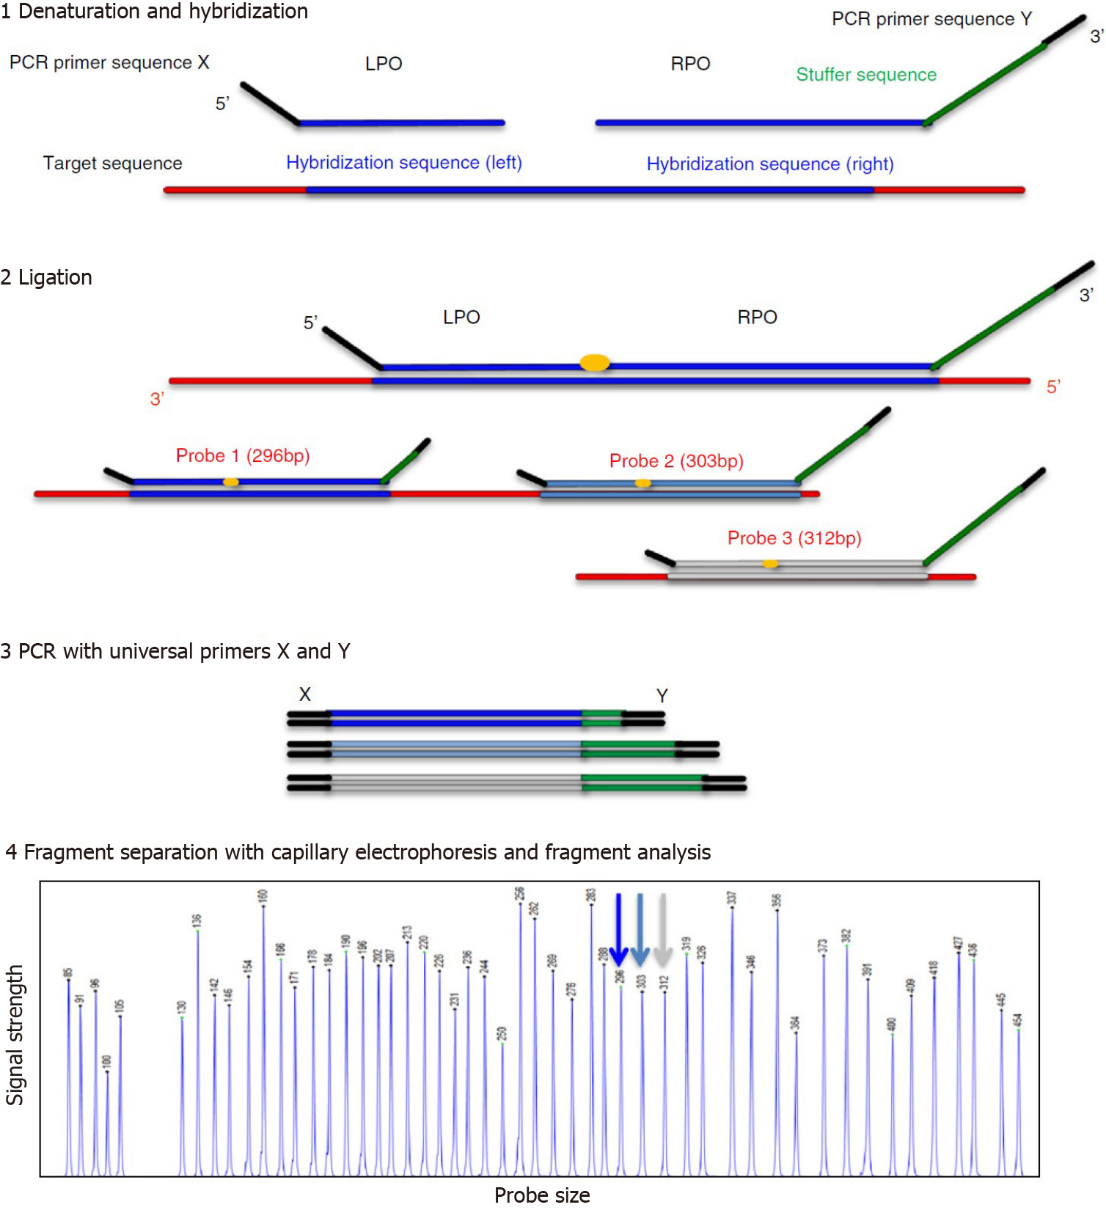 1 Denaturation and hybridization
PCR primer sequence Y
3’
PCR primer sequence X
LPO
RPO
Stuffer sequence
5’
Target sequence
Hybridization sequence (left)
Hybridization sequence (right)
2 Ligation
3’
5’
LPO
RPO
3’
5’
Probe 1 (296bp)
Probe 2 (303bp)
Probe 3 (312bp)
3 PCR with universal primers X and Y
X
Y
4 Fragment separation with capillary electrophoresis and fragment analysis
Signal strength
85
91
96
100
105
130
136
142
146
154
160
166
171
178
184
190
196
202
207
213
220
226
231
236
244
250
256
262
269
276
283
288
296
303
312
319
326
337
346
356
364
373
382
391
400
409
418
427
436
445
454
Probe size